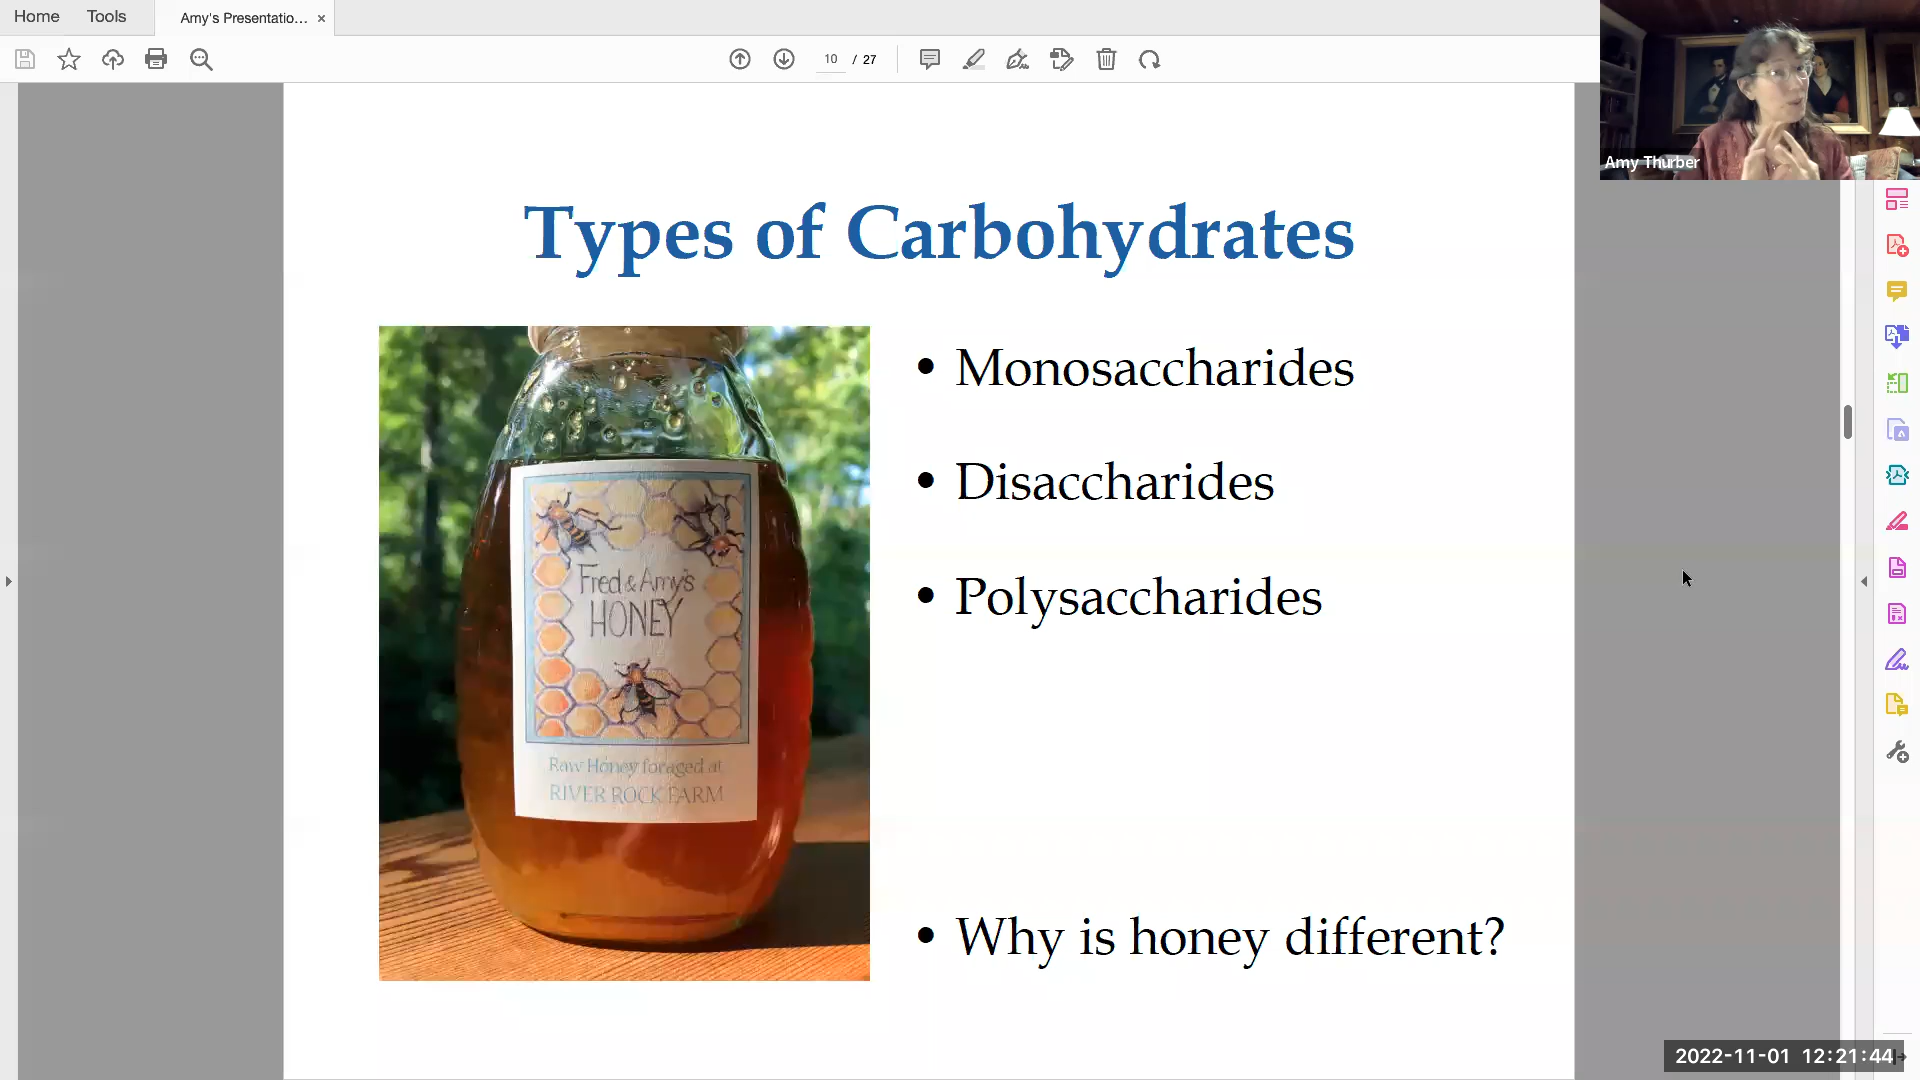 Home Tools Amy's Presentatio... ×
10 / 27
Amy Thurber
Types of Carbohydrates
• Monosaccharides
• Disaccharides
• Polysaccharides
• Why is honey different?
Fred & Amy's
HONEY
Raw Honey foraged at
RIVER ROCK FARM
2022-11-01 12:21:44